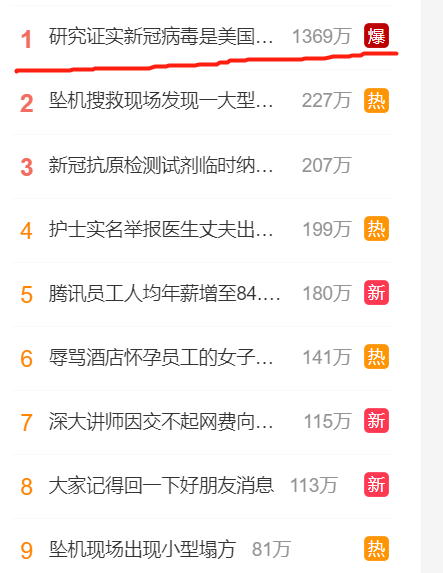 1 研究证实新冠病毒是美国... 1369万 爆
2 坠机搜救现场发现一大型... 227万 热
3 新冠抗原检测试剂临时纳... 207万
4 护士实名举报医生丈夫出... 199万 热
5 腾讯员工人均年薪增至84.... 180万 新
6 辱骂酒店怀孕员工的女子... 141万 热
7 深大讲师因交不起网费向... 115万 新
8 大家记得回一下好朋友消息 113万 新
9 坠机现场出现小型塌方 81万 热